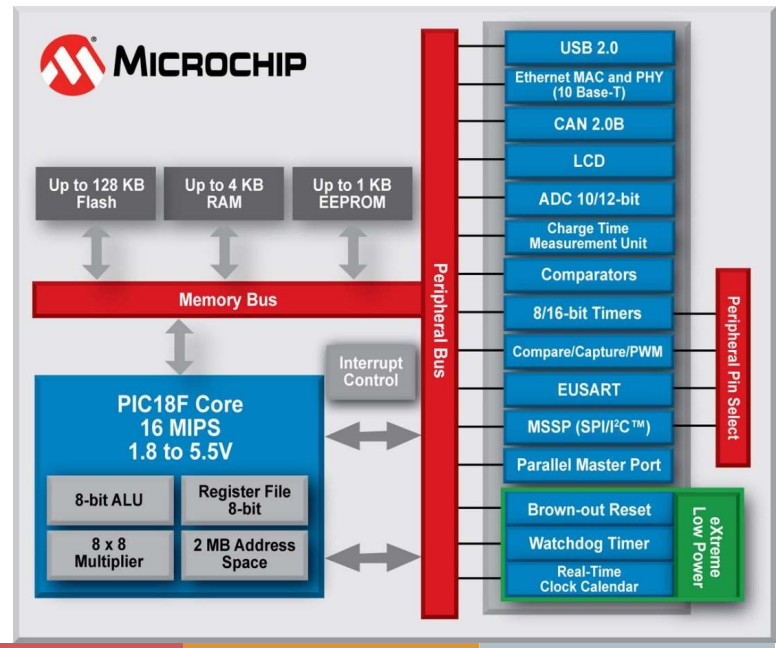 MICROCHIP
Up to 128 KB
Flash
Up to 4 KB
RAM
Up to 1 KB
EEPROM
Memory Bus
Interrupt
Control
PIC18F Core
16 MIPS
1.8 to 5.5V
8-bit ALU
Register File
8-bit
8 x 8
Multiplier
2 MB Address
Space
Peripheral Bus
USB 2.0
Ethernet MAC and PHY
(10 Base-T)
CAN 2.0B
LCD
ADC 10/12-bit
Charge Time
Measurement Unit
Comparators
8/16-bit Timers
Compare/Capture/PWM
EUSART
MSSP (SPI/I²C™)
Parallel Master Port
Brown-out Reset
Watchdog Timer
Real-Time
Clock Calendar
Peripheral Pin Select
eXtreme
Low Power